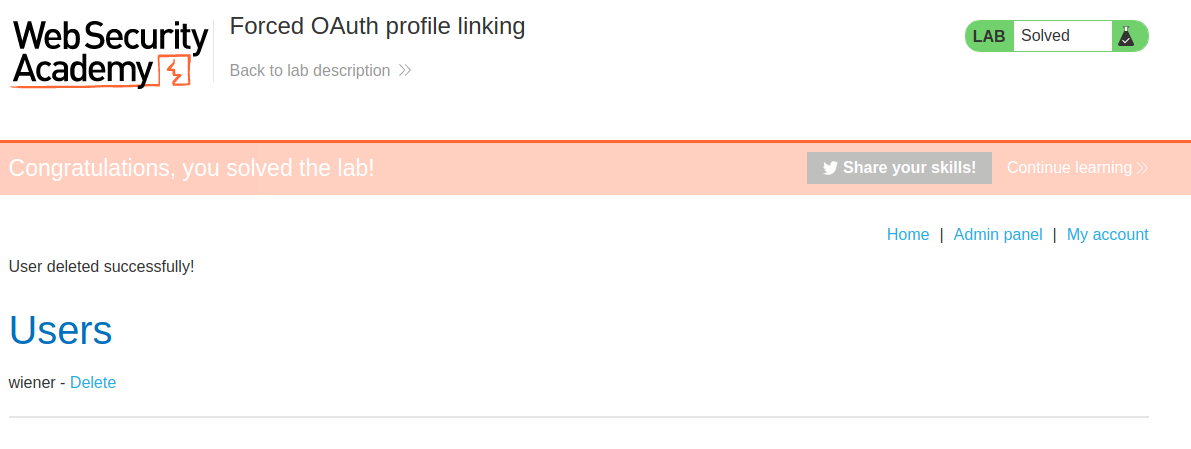 Web Security
Academy
Forced OAuth profile linking
Back to lab description
LAB Solved
Congratulations, you solved the lab!
Share your skills!
Continue learning
Home | Admin panel | My account
User deleted successfully!
Users
wiener - Delete